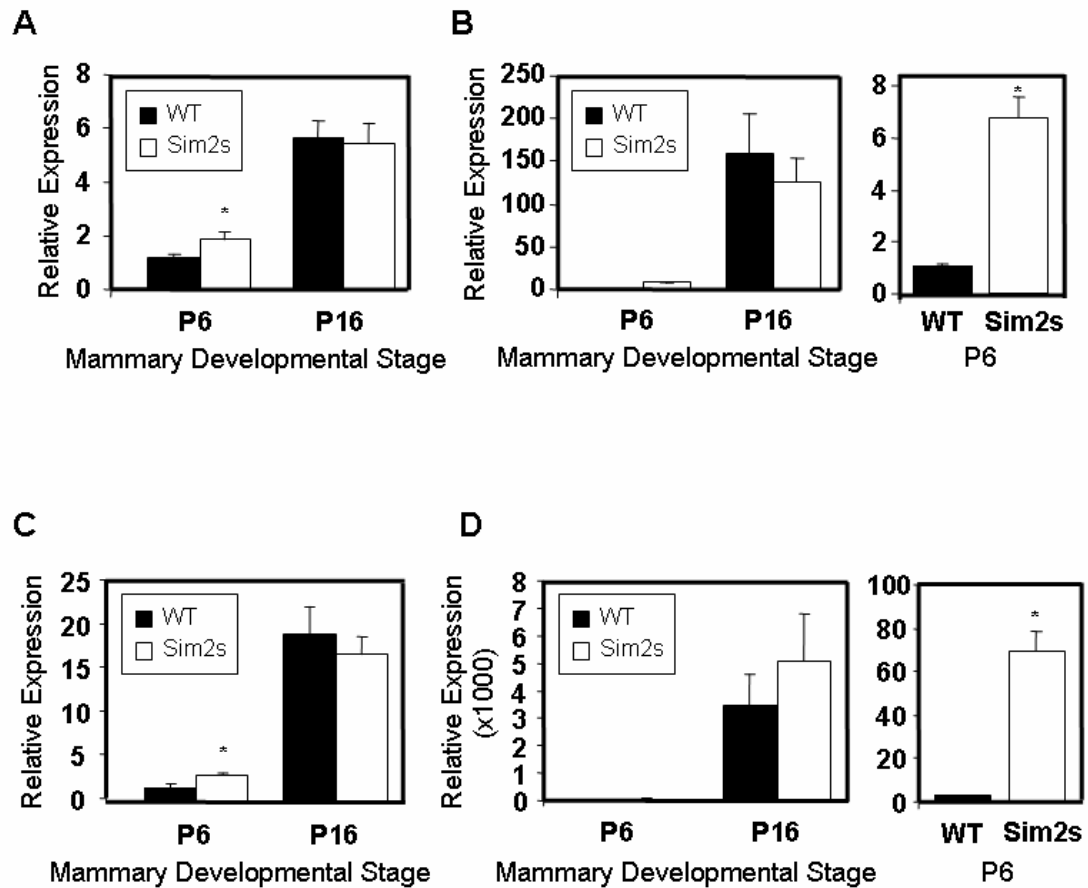 A
Relative Expression
8
6
4
2
0
WT
Sim2s
*
P6 P16
Mammary Developmental Stage
B
Relative Expression
250
200
150
100
50
0
WT
Sim2s
P6 P16
Mammary Developmental Stage
8
6
4
2
0
*
WT Sim2s
P6
C
Relative Expression
25
20
15
10
5
0
WT
Sim2s
*
P6 P16
Mammary Developmental Stage
D
Relative Expression
(x1000)
8
7
6
5
4
3
2
1
0
WT
Sim2s
P6 P16
Mammary Developmental Stage
100
80
60
40
20
0
*
WT Sim2s
P6